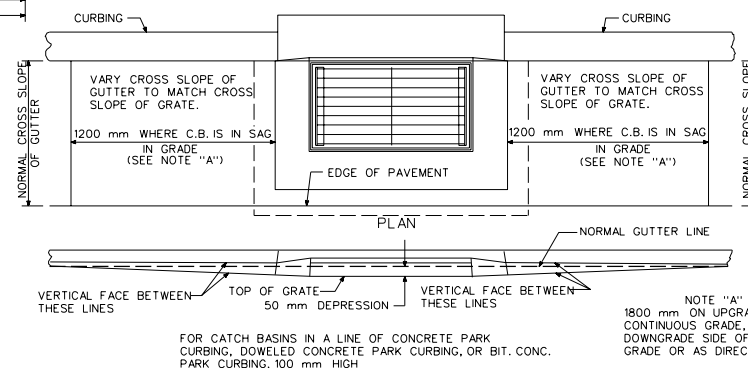 CURBING
CURBING
NORMAL CROSS SLOPE
OF GUTTER
VARY CROSS SLOPE OF
GUTTER TO MATCH CROSS
SLOPE OF GRATE.
1200 mm WHERE C.B. IS IN SAG
IN GRADE
(SEE NOTE "A")
VARY CROSS SLOPE OF
GUTTER TO MATCH CROSS
SLOPE OF GRATE.
1200 mm WHERE C.B. IS IN SAG
IN GRADE
(SEE NOTE "A")
NORMAL CROSS SLOPE
EDGE OF PAVEMENT
PLAN
NORMAL GUTTER LINE
VERTICAL FACE BETWEEN
THESE LINES
TOP OF GRATE
50 mm DEPRESSION
VERTICAL FACE BETWEEN
THESE LINES
NOTE "A"
1800 mm ON
CONTINUOUS GRADE,
DOWNGRADE SIDE OF
GRADE OR AS
FOR CATCH BASINS IN A LINE OF CONCRETE PARK
CURBING, DOWELED CONCRETE PARK CURBING, OR BIT. CONC.
PARK CURBING, 100 mm HIGH